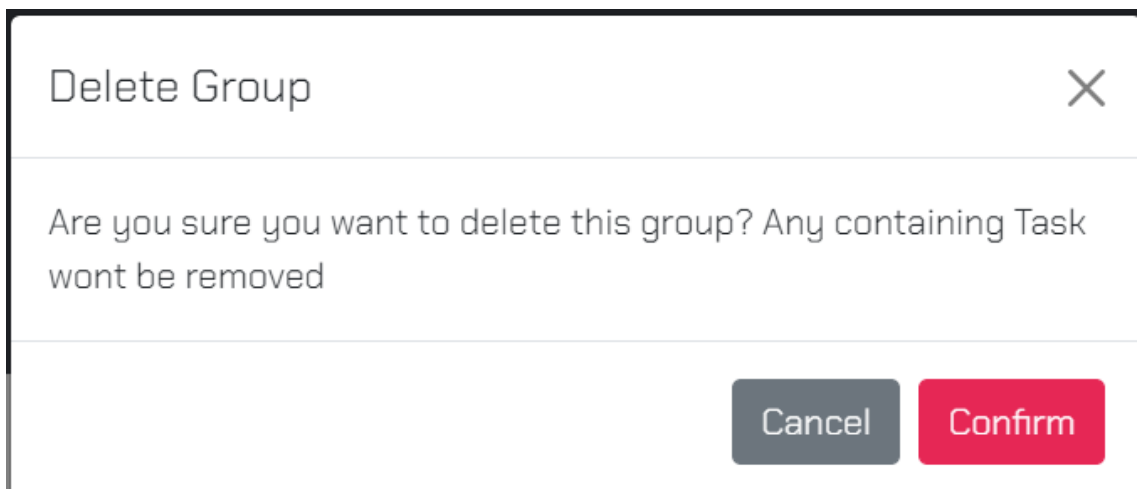 Delete Group
Are you sure you want to delete this group? Any containing Task
wont be removed
Cancel
Confirm